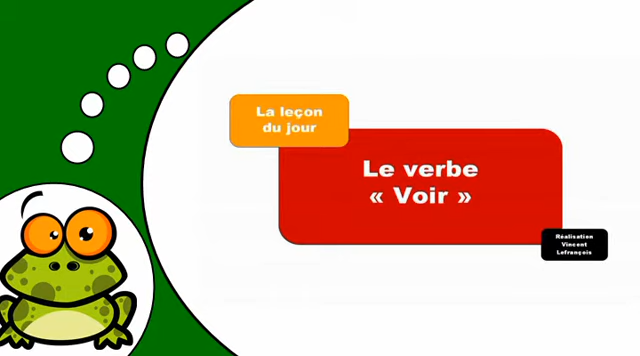 La leçon
du jour
Le verbe
« Voir »
Réalisation
Vincent
Lefrançois